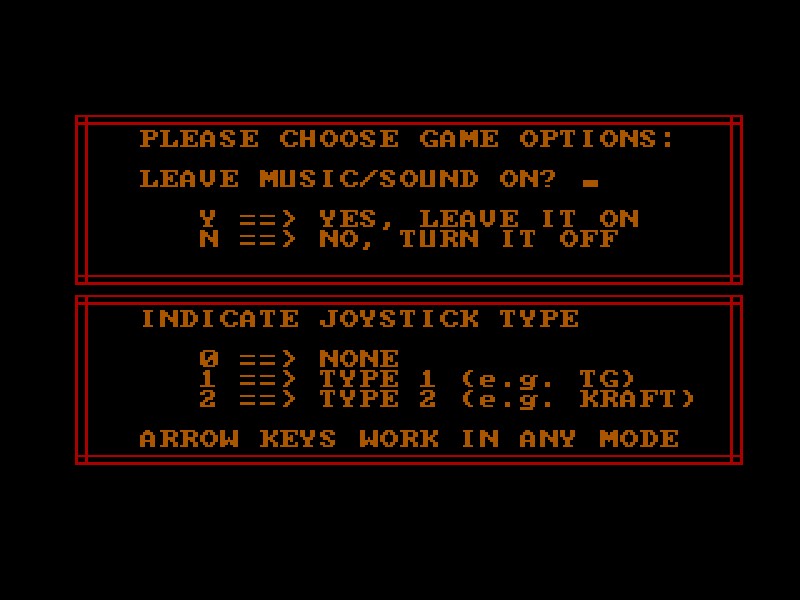 PLEASE CHOOSE GAME OPTIONS:
LEAVE MUSIC/SOUND ON?
Y ==> YES, LEAVE IT ON
N ==> NO, TURN IT OFF
INDICATE JOYSTICK TYPE
0 ==> NONE
1 ==> TYPE 1 (e.g. TG)
2 ==> TYPE 2 (e.g. KRAFT)
ARROW KEYS WORK IN ANY MODE